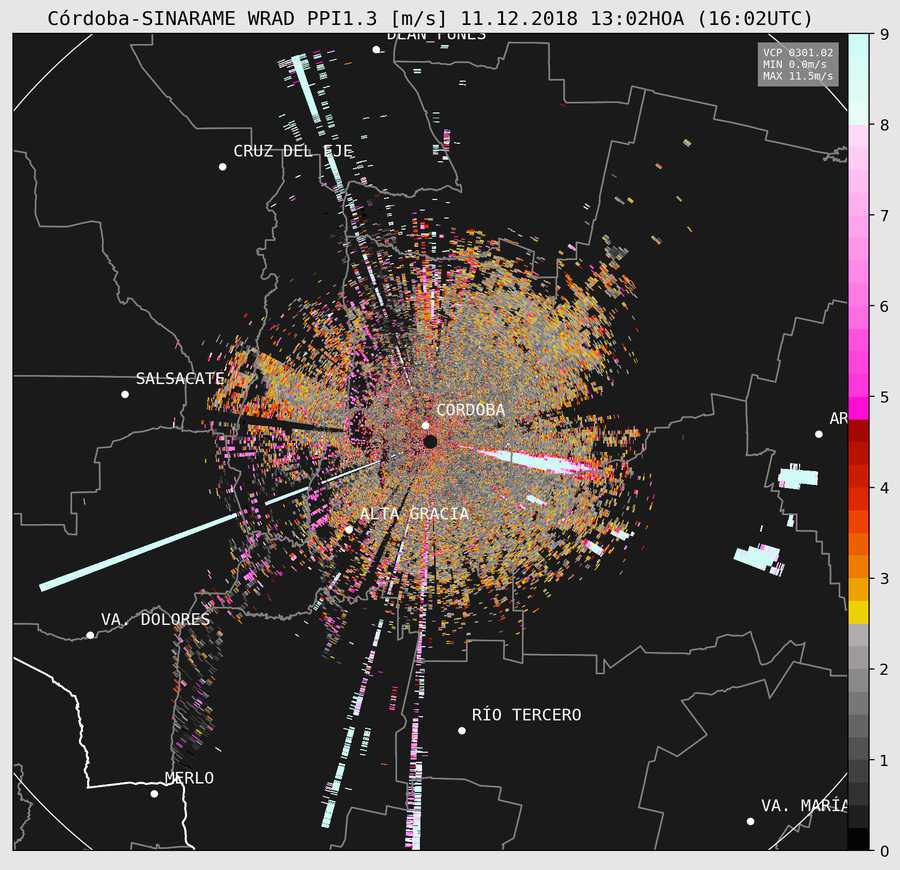 Córdoba-SINARAME WRAD PPI1.3 [m/s] 11.12.2018 13:02HOA (16:02UTC)
DEAN FUNES
VCP 0301.02
MIN 0.0m/s
MAX 11.5m/s
9
CRUZ DEL EJE
8
7
6
SALSACATE
5
CORDOBA
AR
4
ALTA GRACIA
3
VA. DOLORES
2
RÍO TERCERO
1
MERLO
VA. MARÍA
0